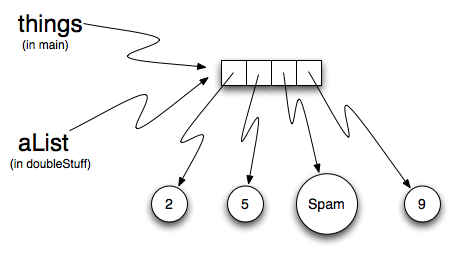 things
(in main)
aList
(in doubleStuff)
2
5
Spam
9